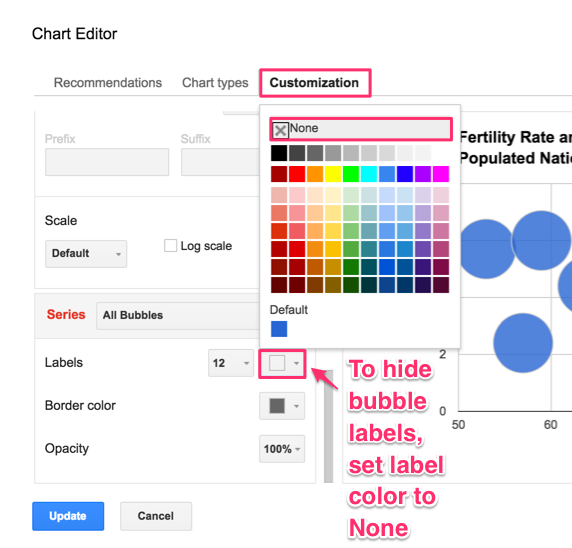 Chart Editor
Recommendations
Chart types
Customization
None
Prefix
Suffix
Fertility Rate
Populated
Scale
Default
Log scale
Default
Series
All Bubbles
Labels
12
Border color
Opacity
100%
2
0
50
60
To hide
bubble
labels,
set label
color to
None
Update
Cancel